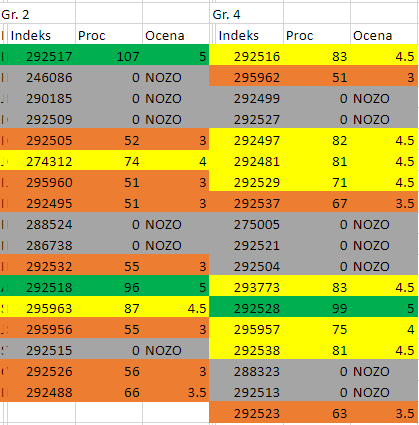 Gr. 2 Gr. 4
Indeks Proc Ocena Indeks Proc Ocena
292517 107 5 292516 83 4.5
246086 0 NOZO 295962 51 3
290185 0 NOZO 292499 0 NOZO
292509 0 NOZO 292527 0 NOZO
292505 52 3 292497 82 4.5
274312 74 4 292481 81 4.5
295960 51 3 292529 71 4.5
292495 51 3 292537 67 3.5
288524 0 NOZO 275005 0 NOZO
286738 0 NOZO 292521 0 NOZO
292532 55 3 292504 0 NOZO
292518 96 5 293773 83 4.5
295963 87 4.5 292528 99 5
295956 55 3 295957 75 4
292515 0 NOZO 292538 81 4.5
292526 56 3 288323 0 NOZO
292488 66 3.5 292513 0 NOZO
292523 63 3.5